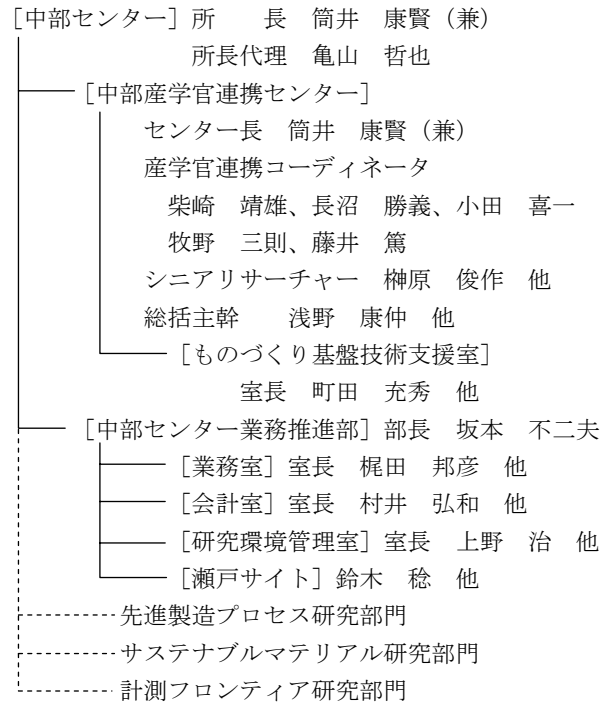 ［中部センター］所　　長　筒井　康賢（兼）
所長代理　亀山　哲也
［中部産学官連携センター］
センター長　筒井　康賢（兼）
産学官連携コーディネータ
柴崎　靖雄、長沼　勝義、小田　喜一
牧野　三則、藤井　篤
シニアリサーチャー　榊原　俊作　他
総括主幹　　浅野　康仲　他
［ものづくり基盤技術支援室］
室長　町田　充秀　他
［中部センター業務推進部］部長　坂本　不二夫
［業務室］室長　梶田　邦彦　他
［会計室］室長　村井　弘和　他
［研究環境管理室］室長　上野　治　他
［瀬戸サイト］鈴木　稔　他
先進製造プロセス研究部門
サステナブルマテリアル研究部門
計測フロンティア研究部門